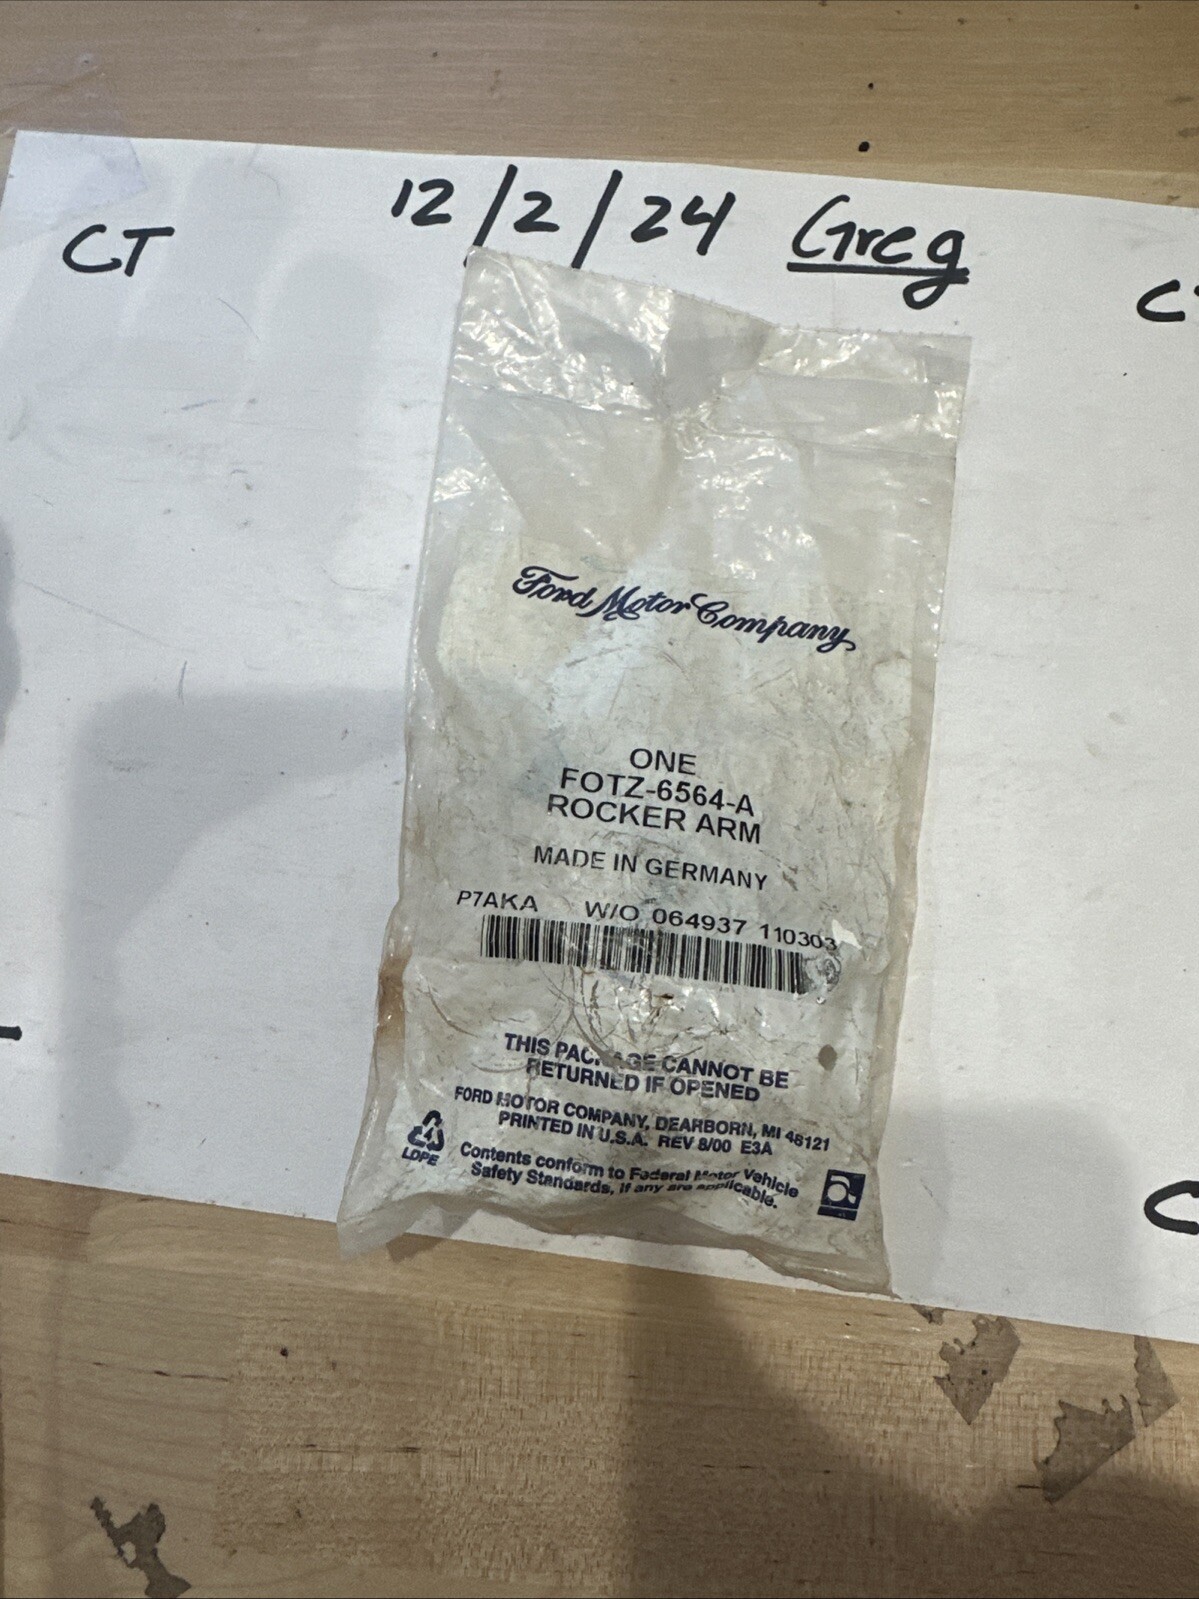 12/2/24 Greg
CT
Ford Motor Company
ONE
FOTZ-6564-A
ROCKER ARM
MADE IN GERMANY
P7AKA W/O 064937 110303
THIS PACKAGE CANNOT BE
RETURNED IF OPENED
FORD MOTOR COMPANY, DEARBORN, MI 48121
PRINTED IN U.S.A. REV 8/00 E3A
4
LDPE
Contents conform to Federal Motor Vehicle
Safety Standards, if any are applicable.